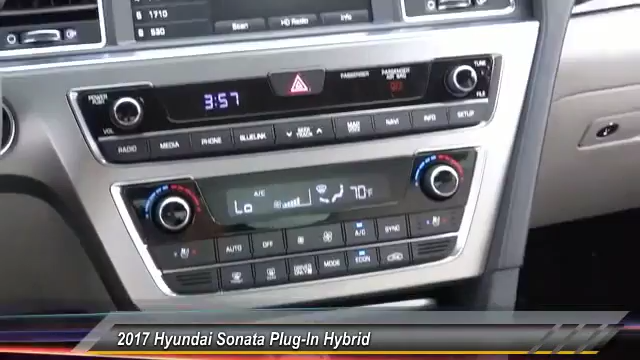 1710
530
Scan
HD Radio
Info
POWER
PUSH
VOL
3:57
PASSENGER
PASSENGER
AIR BAG
TUNE
FILE
RADIO
MEDIA
PHONE
BLUELINK
SEEK
TRACK
MAP
VOICE
NAVI
INFO
SETUP
Lo
A/C
70°F
AUTO
OFF
A/C
SYNC
DRIVER
ONLY
MODE
ECON
2017 Hyundai Sonata Plug-In Hybrid